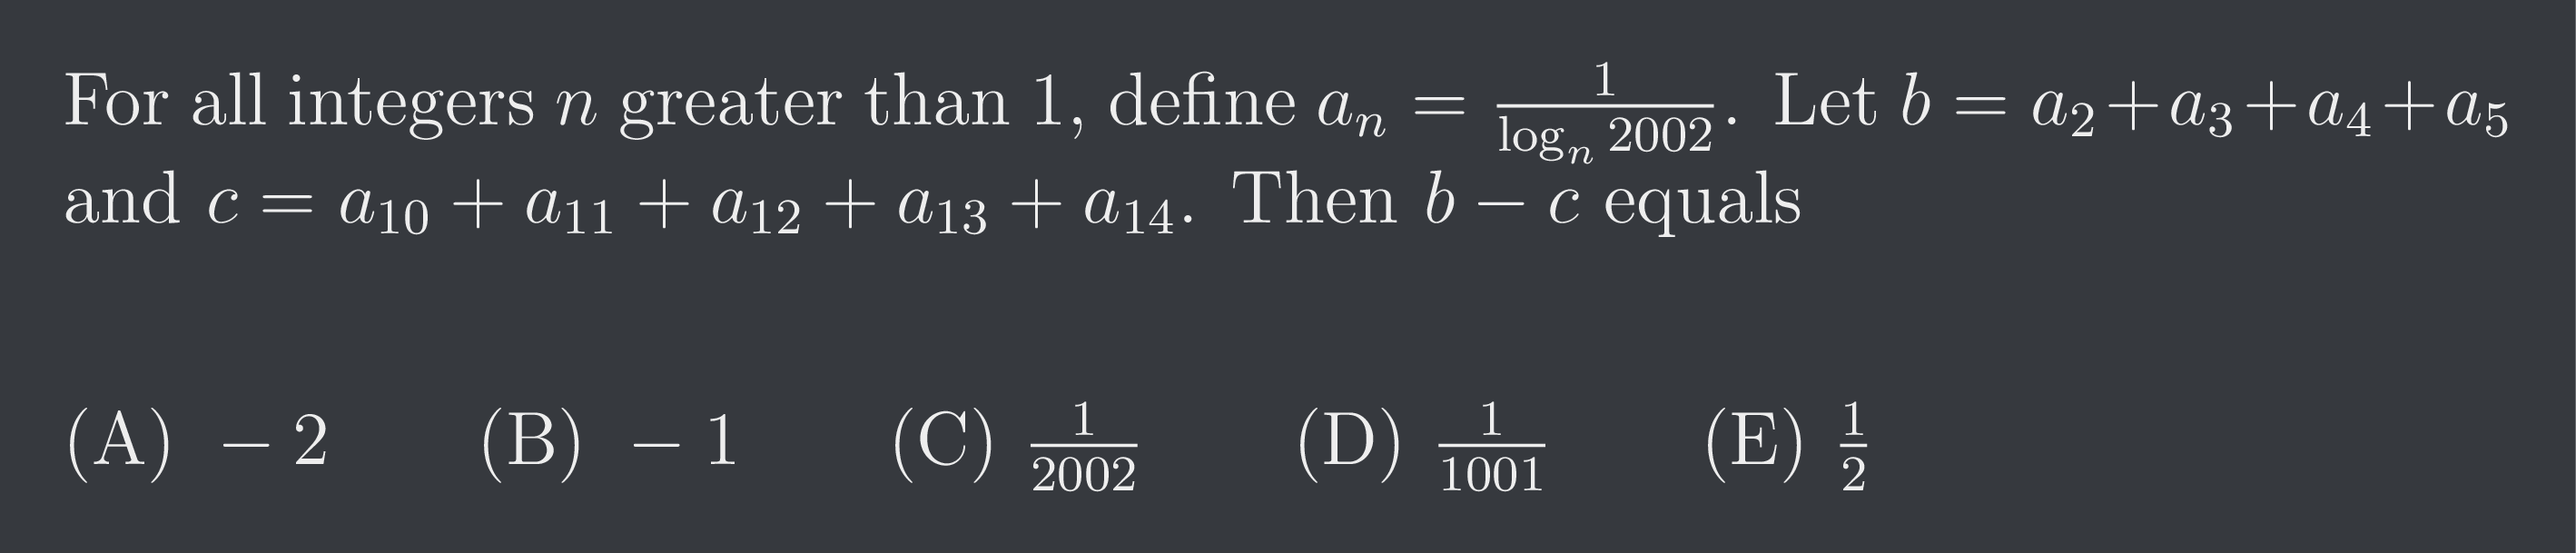 For all integers n greater than 1, define a_n = \frac{1}{\log_n 2002}. Let b = a_2+a_3+a_4+a_5
and c = a_{10} + a_{11} + a_{12} + a_{13} + a_{14}. Then b − c equals
(A) − 2 (B) − 1 (C) \frac{1}{2002} (D) \frac{1}{1001} (E) \frac{1}{2}